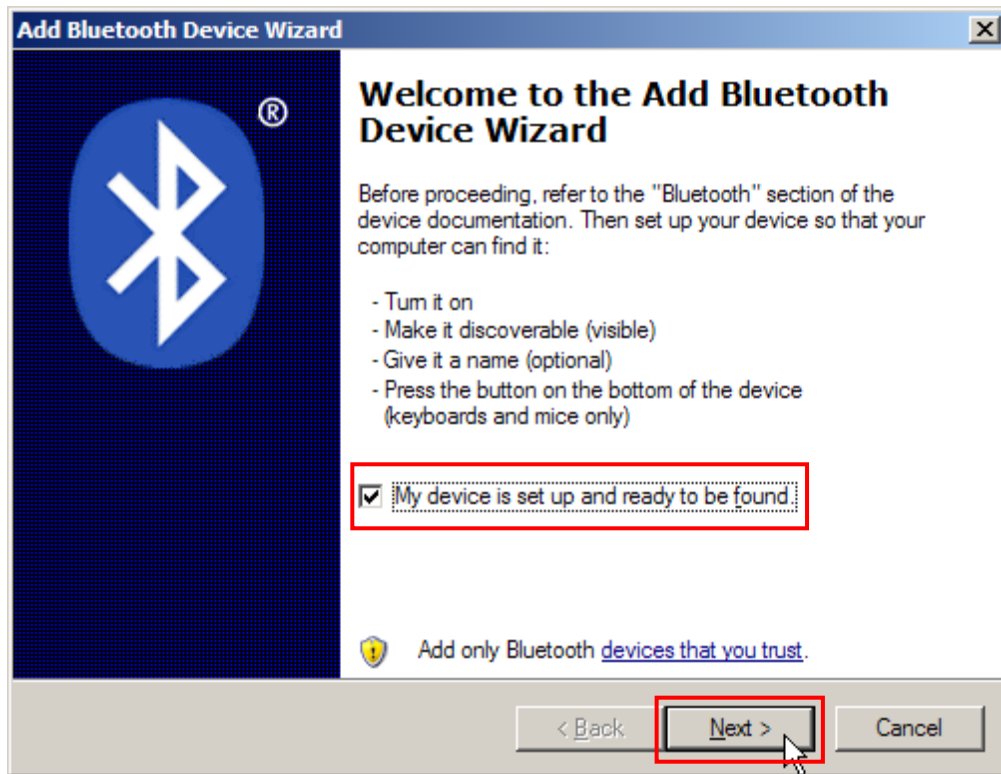 Add Bluetooth Device Wizard
®
Welcome to the Add Bluetooth
Device Wizard
Before proceeding, refer to the "Bluetooth" section of the
device documentation. Then set up your device so that your
computer can find it:
- Turn it on
- Make it discoverable (visible)
- Give it a name (optional)
- Press the button on the bottom of the device
(keyboards and mice only)
My device is set up and ready to be found.
Add only Bluetooth devices that you trust.
< Back Next > Cancel